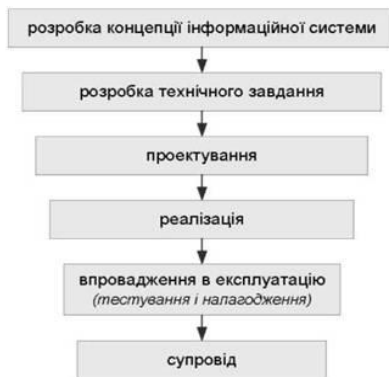 розробка концепції інформаційної системи
розробка технічного завдання
проектування
реалізація
впровадження в експлуатацію
(тестування і налагодження)
супровід